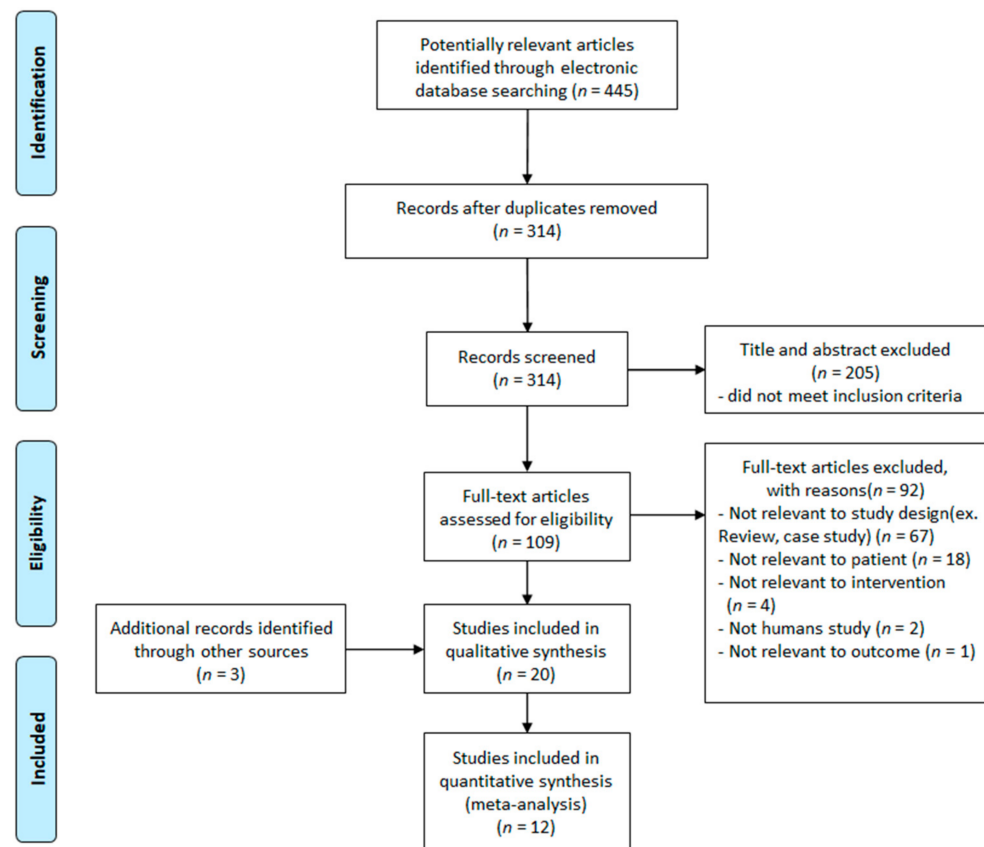 Identification
Potentially relevant articles
identified through electronic
database searching (n = 445)
Records after duplicates removed
(n = 314)
Screening
Records screened
(n = 314)
Title and abstract excluded
(n = 205)
- did not meet inclusion criteria
Eligibility
Full-text articles
assessed for eligibility
(n = 109)
Full-text articles excluded,
with reasons(n = 92)
- Not relevant to study design(ex.
Review, case study) (n = 67)
- Not relevant to patient (n = 18)
- Not relevant to intervention
(n = 4)
- Not humans study (n = 2)
- Not relevant to outcome (n = 1)
Additional records identified
through other sources
(n = 3)
Studies included in
qualitative synthesis
(n = 20)
Included
Studies included in
quantitative synthesis
(meta-analysis)
(n = 12)